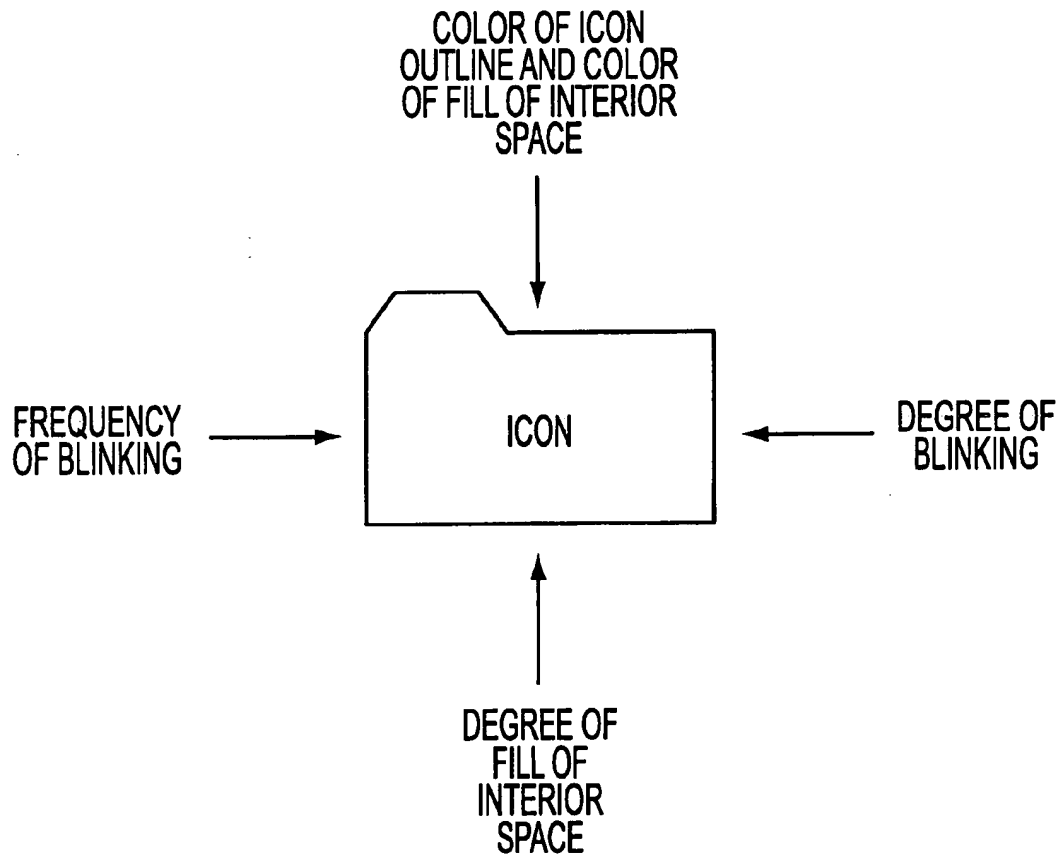 COLOR OF ICON
OUTLINE AND COLOR
OF FILL OF INTERIOR
SPACE
FREQUENCY
OF BLINKING
ICON
DEGREE OF
BLINKING
DEGREE OF
FILL OF
INTERIOR
SPACE